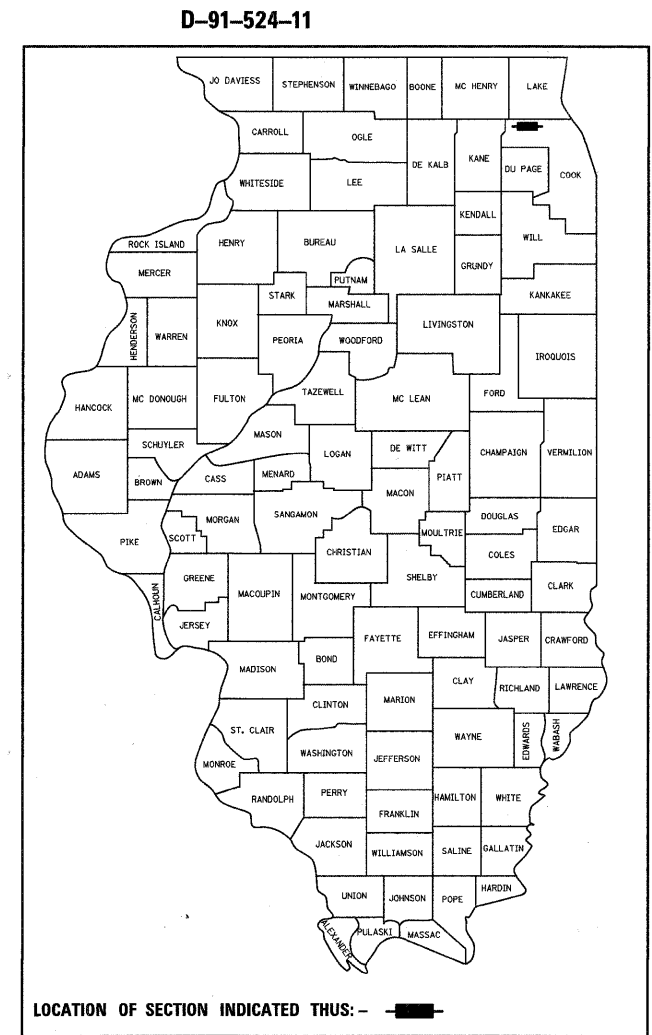 D-91-524-11
JO DAVIESS STEPHENSON WINNEBAGO BOONE MC HENRY LAKE
CARROLL OGLE DE KALB KANE DU PAGE COOK
WHITESIDE LEE
KENDALL
ROCK ISLAND HENRY BUREAU LA SALLE WILL
MERCER PUTNAM GRUNDY
STARK MARSHALL KANKAKEE
HENDERSON WARREN KNOX PEORIA WOODFORD LIVINGSTON IROQUOIS
HANCOCK MC DONOUGH FULTON TAZEWELL MC LEAN FORD
SCHUYLER MASON LOGAN DE WITT CHAMPAIGN VERMILION
ADAMS BROWN CASS MENARD MACON PIATT
PIKE SCOTT MORGAN SANGAMON CHRISTIAN MOULTRIE DOUGLAS EDGAR
COLES
CALHOUN GREENE MACOUPIN MONTGOMERY SHELBY CUMBERLAND CLARK
JERSEY FAYETTE EFFINGHAM JASPER CRAWFORD
MADISON BOND
CLINTON MARION CLAY RICHLAND LAWRENCE
ST. CLAIR WASHINGTON JEFFERSON WAYNE EDWARDS WABASH
MONROE
RANDOLPH PERRY FRANKLIN HAMILTON WHITE
JACKSON WILLIAMSON SALINE GALLATIN
UNION JOHNSON POPE HARDIN
ALEXANDER PULASKI MASSAC
LOCATION OF SECTION INDICATED THUS: -